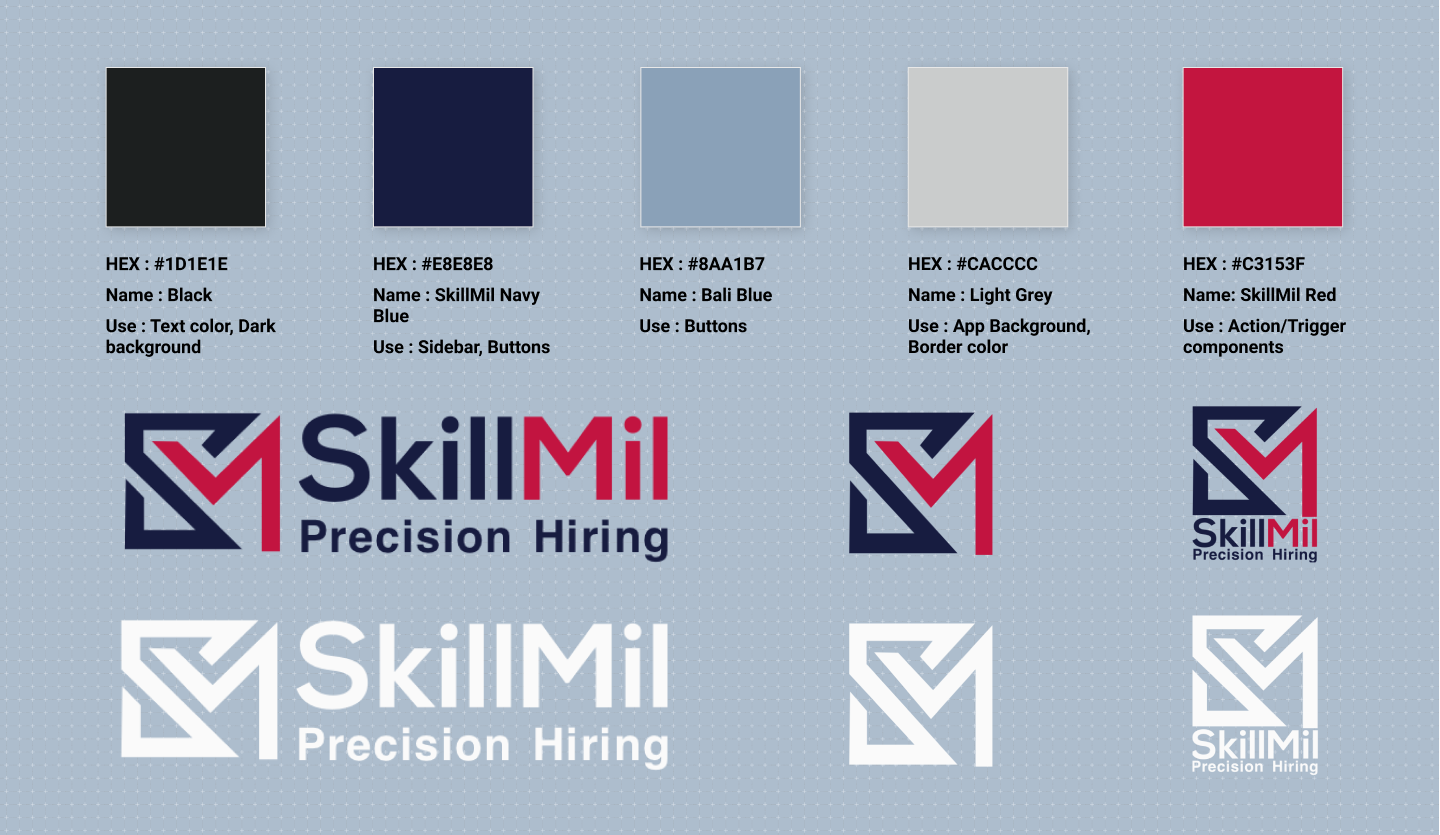 HEX : #1D1E1E
Name : Black
Use : Text color, Dark
background
HEX : #E8E8E8
Name : SkillMil Navy
Blue
Use : Sidebar, Buttons
HEX : #8AA1B7
Name : Bali Blue
Use : Buttons
HEX : #CACCCC
Name : Light Grey
Use : App Background,
Border color
HEX : #C3153F
Name: SkillMil Red
Use : Action/Trigger
components
SkillMil
Precision Hiring
SkillMil
Precision Hiring
SkillMil
Precision Hiring
SkillMil
Precision Hiring